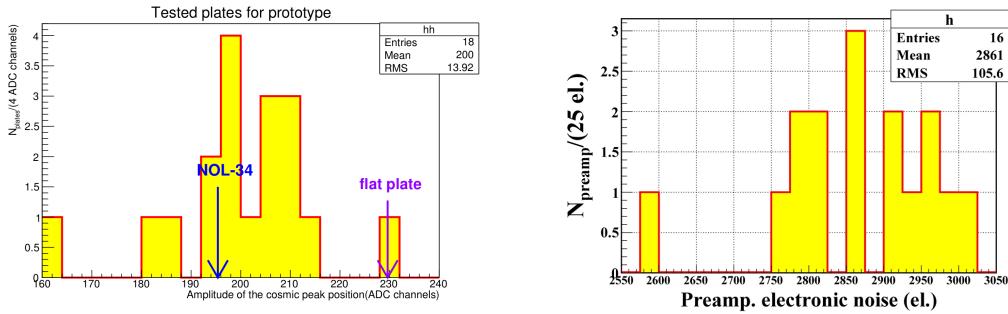 Tested plates for prototype
hh
Entries 18
Mean 200
RMS 13.92
N_plates/(4 ADC channels)
4
3.5
3
2.5
2
1.5
1
0.5
0
NOL-34
flat plate
160 170 180 190 200 210 220 230 240
Amplitude of the cosmic peak position(ADC channels)
h
Entries 16
Mean 2861
RMS 105.6
N_preamp/(25 el.)
3
2.5
2
1.5
1
0.5
0
2550 2600 2650 2700 2750 2800 2850 2900 2950 3000 3050
Preamp. electronic noise (el.)